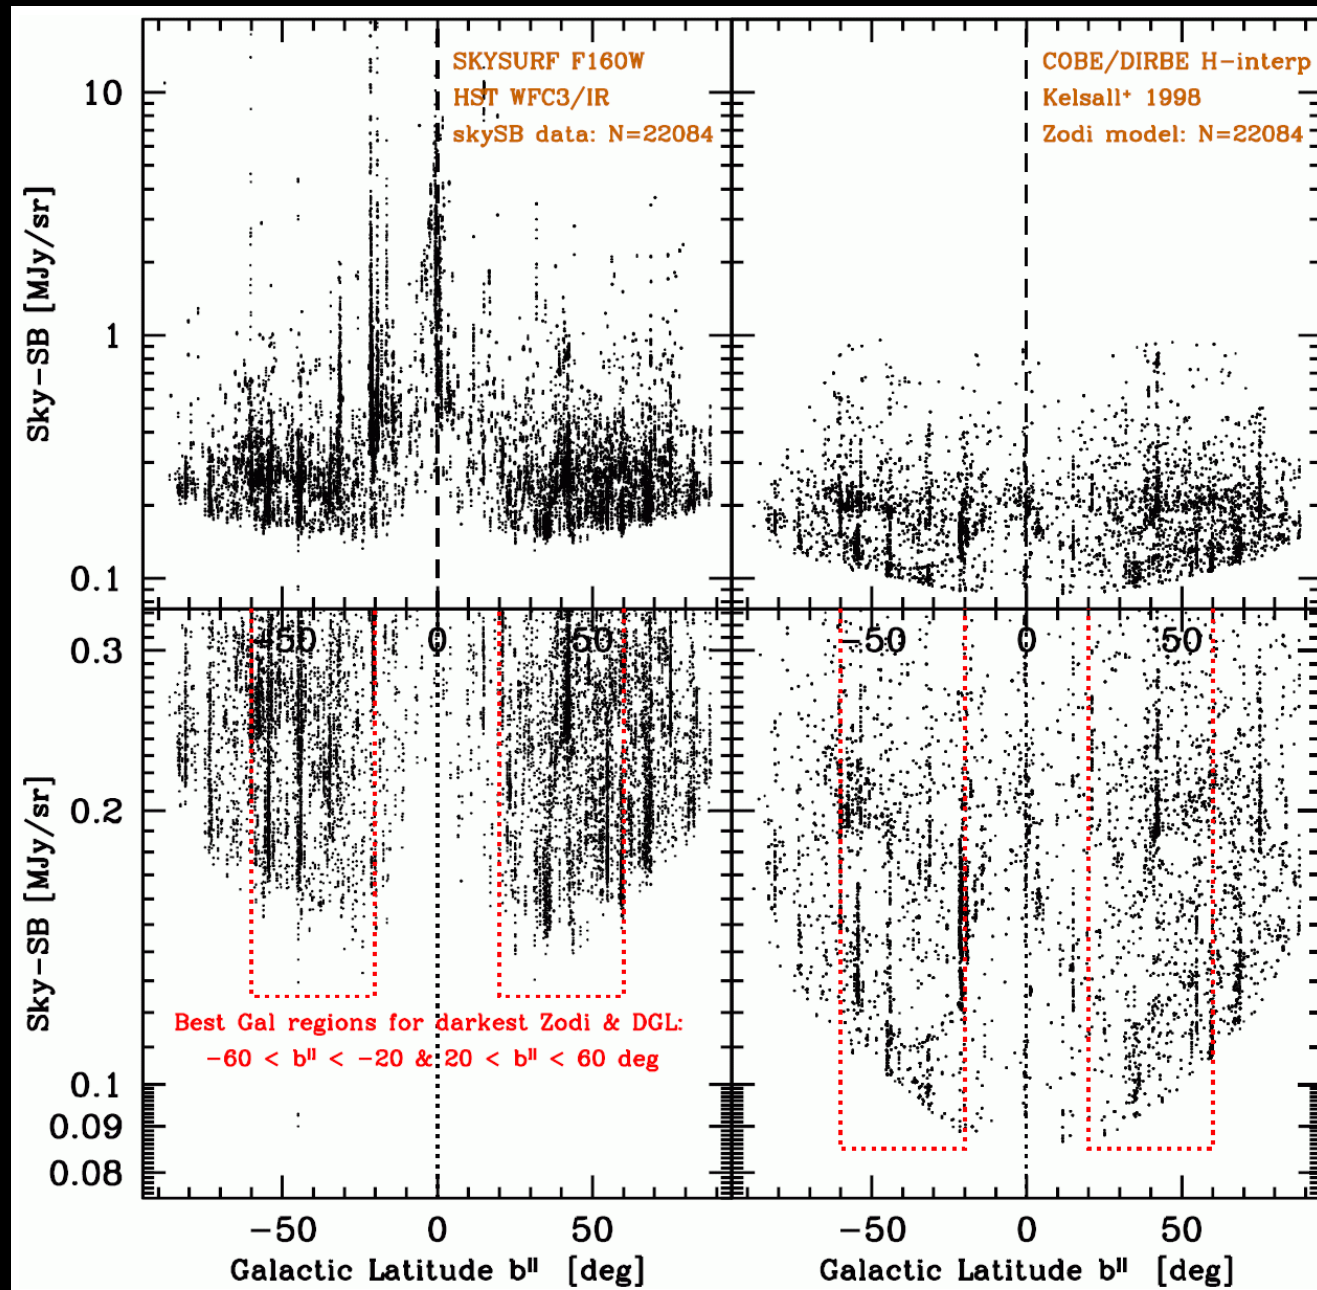 SKYSURF F160W
HST WFC3/IR
skySB data: N=22084
COBE/DIRBE H-interp
Kelsall⁺ 1998
Zodi model: N=22084
10
1
0.1
Sky-SB [MJy/sr]
-50 0 50
-50 0 50
0.3
0.2
0.1
0.09
0.08
Sky-SB [MJy/sr]
Best Gal regions for darkest Zodi & DGL:
-60 < bᴵᴵ < -20 & 20 < bᴵᴵ < 60 deg
-50 0 50
-50 0 50
Galactic Latitude bᴵᴵ [deg]
Galactic Latitude bᴵᴵ [deg]